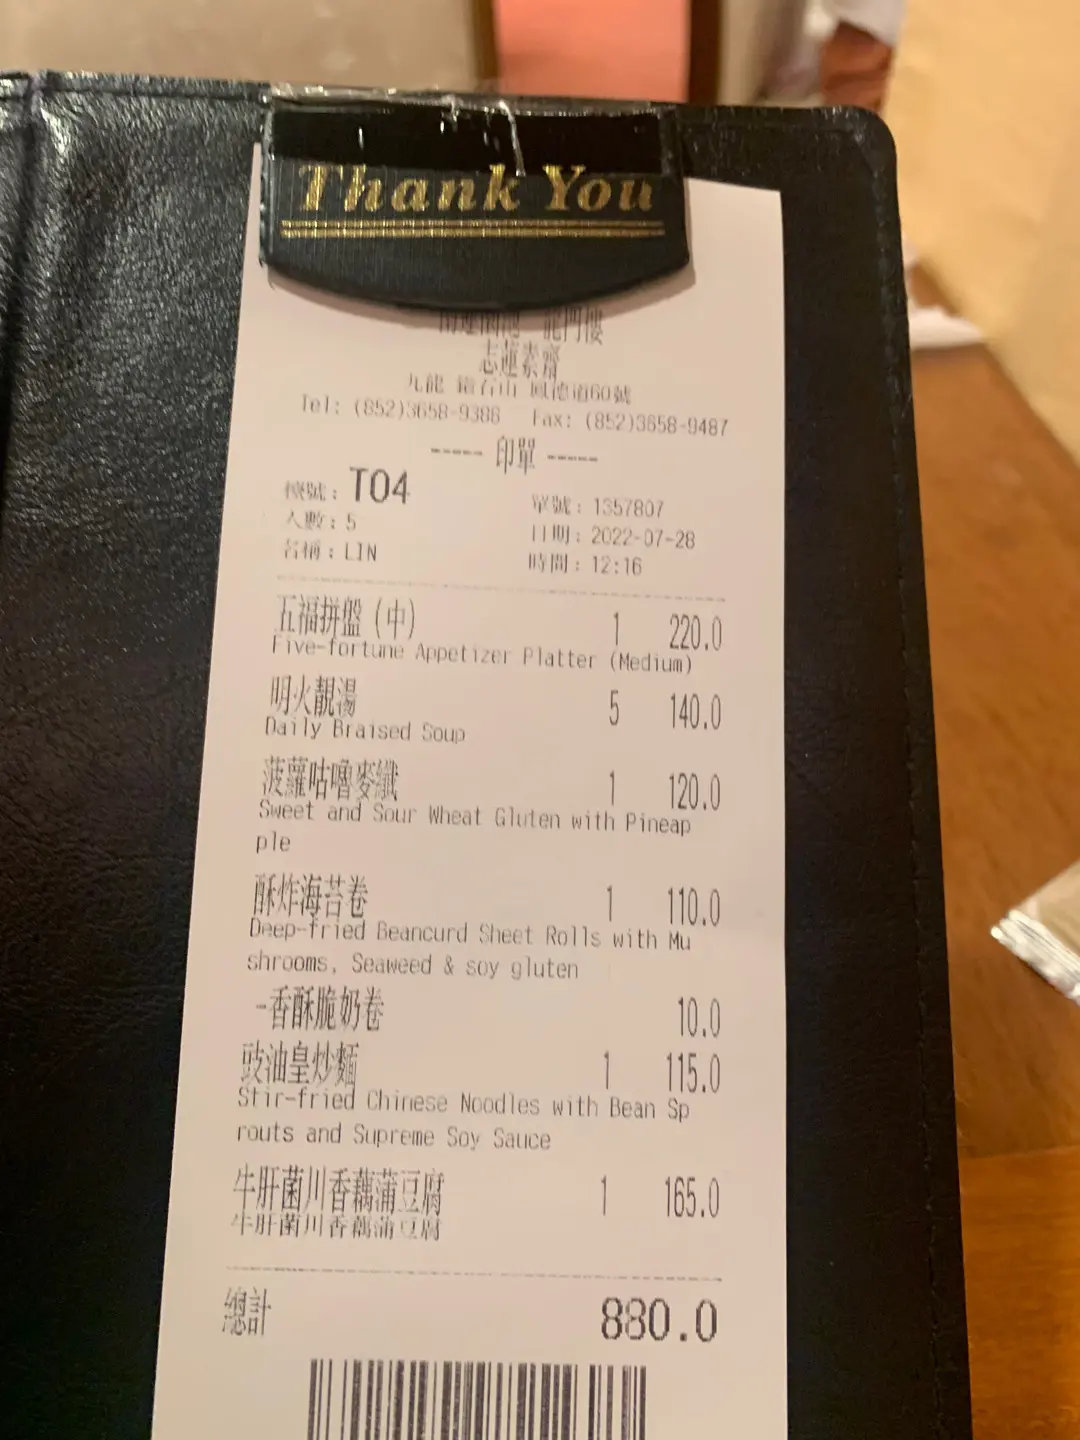 Thank You
龍門樓
志蓮素齋
九龍 鑽石山 鳳德道60號
Tel: (852)3658-9388 Fax: (852)3658-9487
----- 印單 -----
檯號: T04
單號: 1357807
人數: 5
日期: 2022-07-28
名稱: LIN
時間: 12:16
五福拼盤 (中) 1 220.0
Five-fortune Appetizer Platter (Medium)
明火靚湯 5 140.0
Daily Braised Soup
菠蘿咕嚕麥纖 1 120.0
Sweet and Sour Wheat Gluten with Pineap
ple
酥炸海苔卷 1 110.0
Deep-fried Beancurd Sheet Rolls with Mu
shrooms, Seaweed & soy gluten
-香酥脆奶卷 10.0
豉油皇炒麵 1 115.0
Stir-fried Chinese Noodles with Bean Sp
routs and Supreme Soy Sauce
牛肝菌川香藕蒲豆腐 1 165.0
牛肝菌川香藕蒲豆腐
總計 880.0